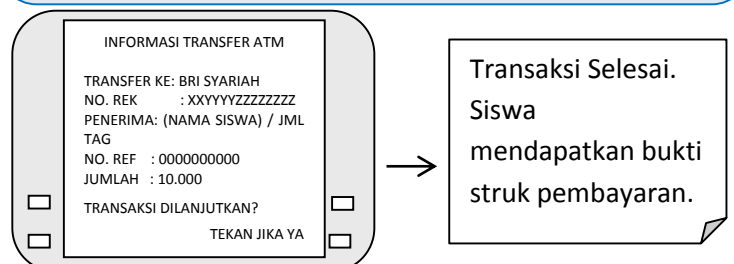 INFORMASI TRANSFER ATM
TRANSFER KE: BRI SYARIAH
NO. REK : XXYYYYZZZZZZZZ
PENERIMA: (NAMA SISWA) / JML
TAG
NO. REF : 0000000000
JUMLAH : 10.000
TRANSAKSI DILANJUTKAN?
TEKAN JIKA YA
Transaksi Selesai.
Siswa
mendapatkan bukti
struk pembayaran.